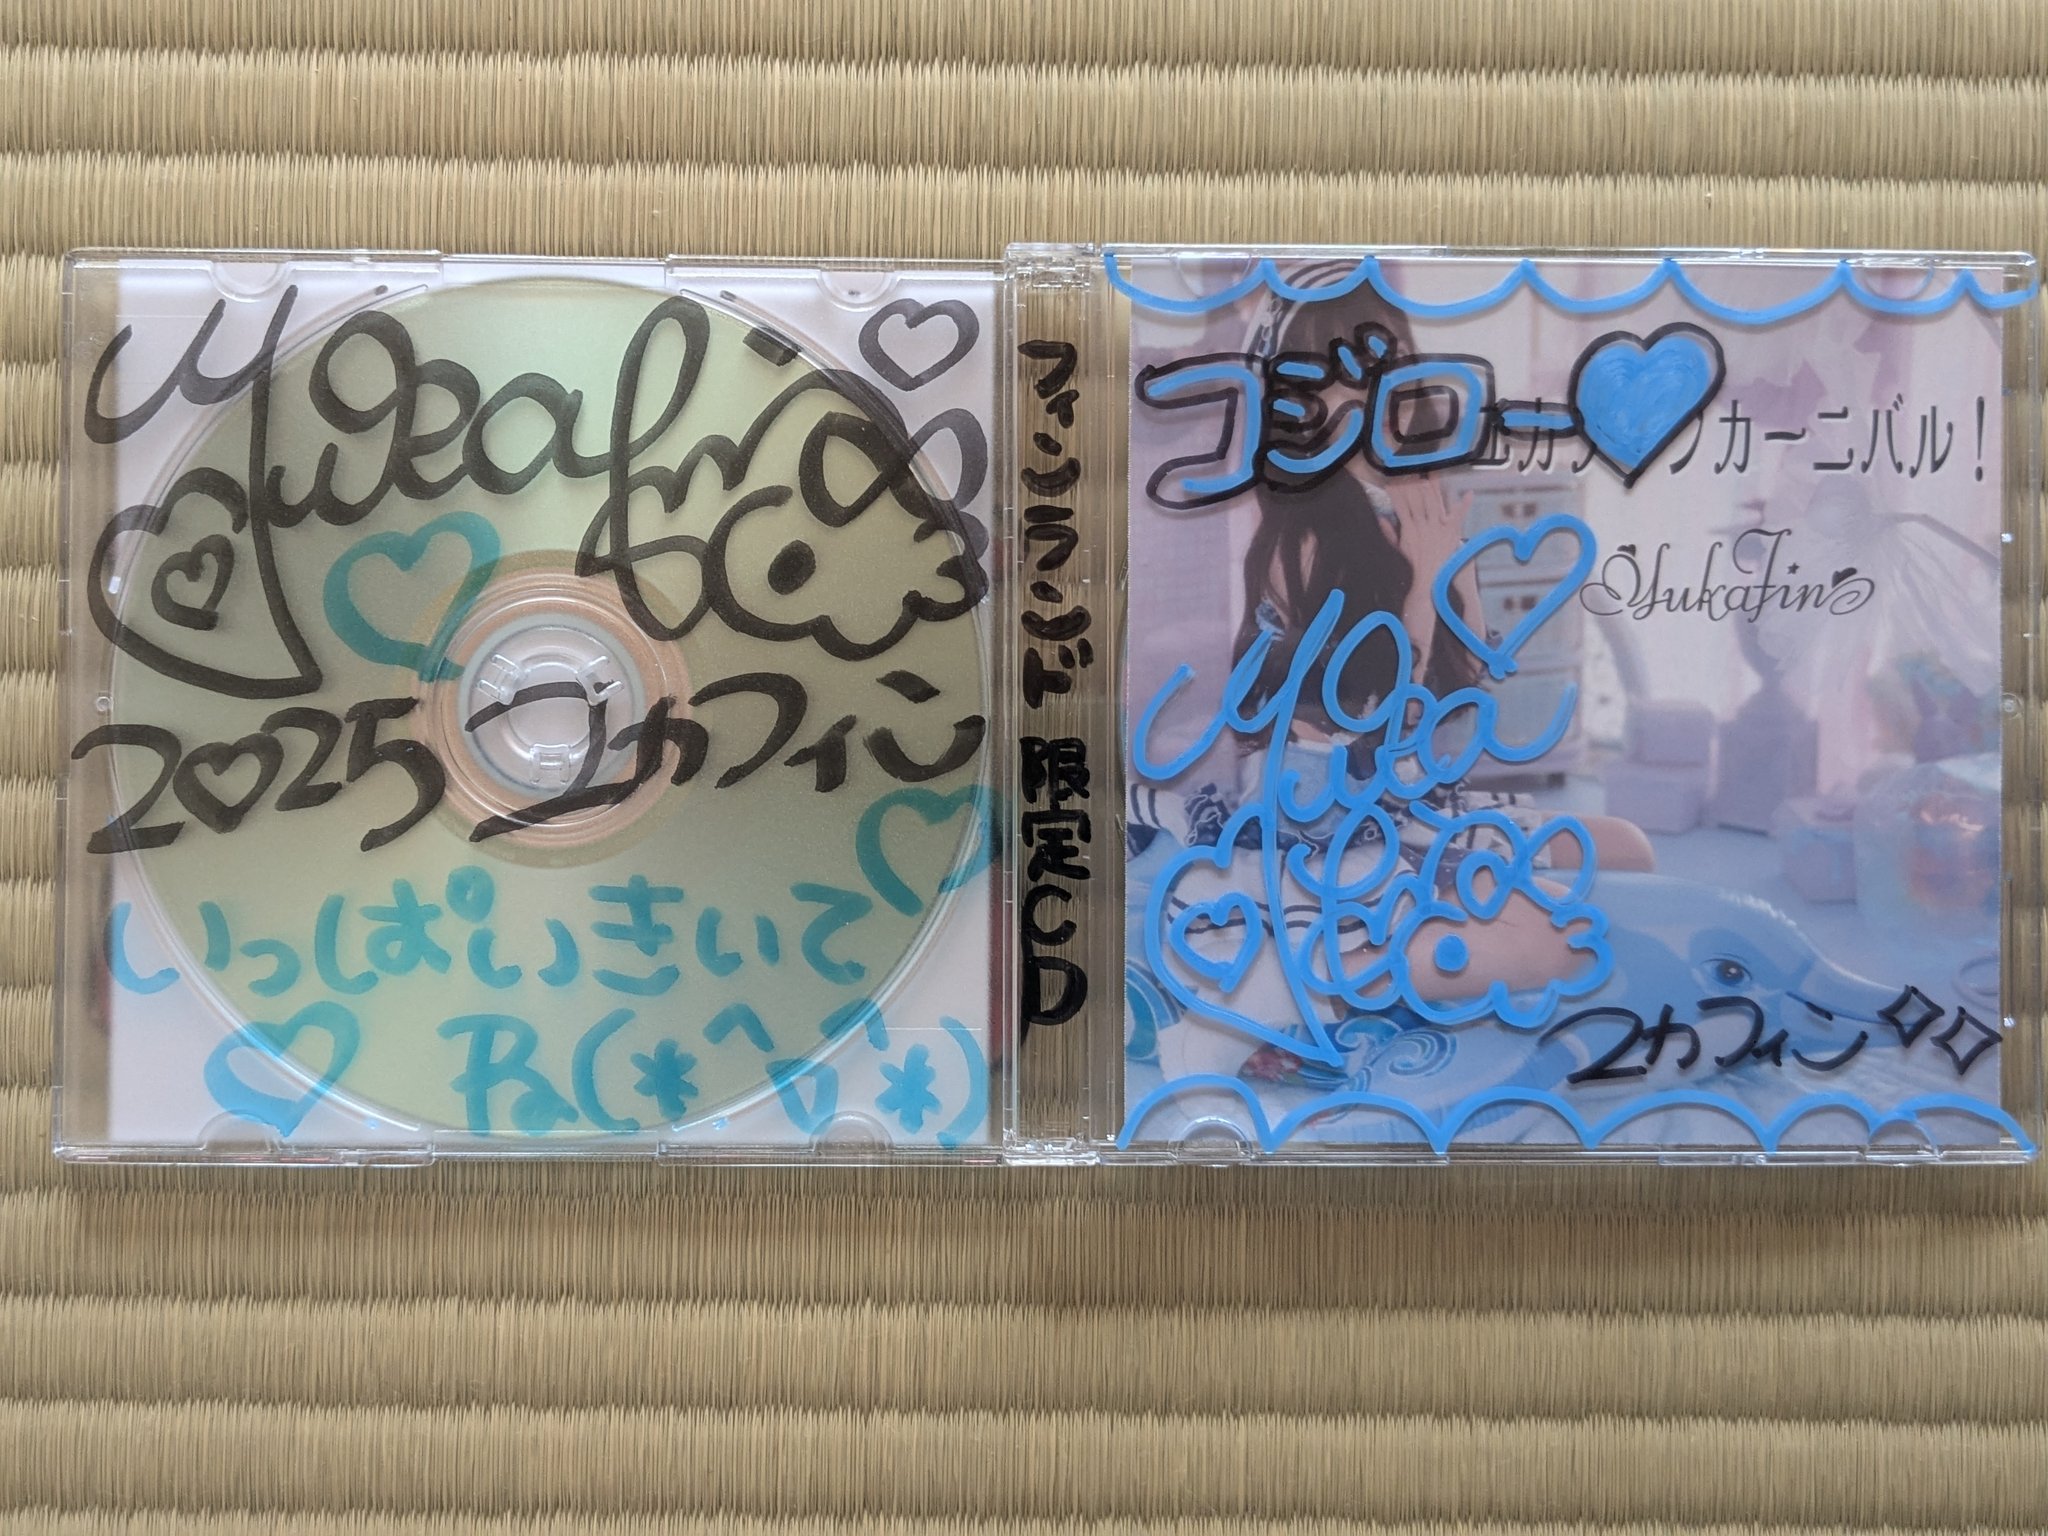 Yukafin
2025 ユカフィン
いっぱいきいて
ね(*^▽^*)
フィンランド限定CD
コジロー
カーニバル！
YukaFin
Yukafin
ユカフィン